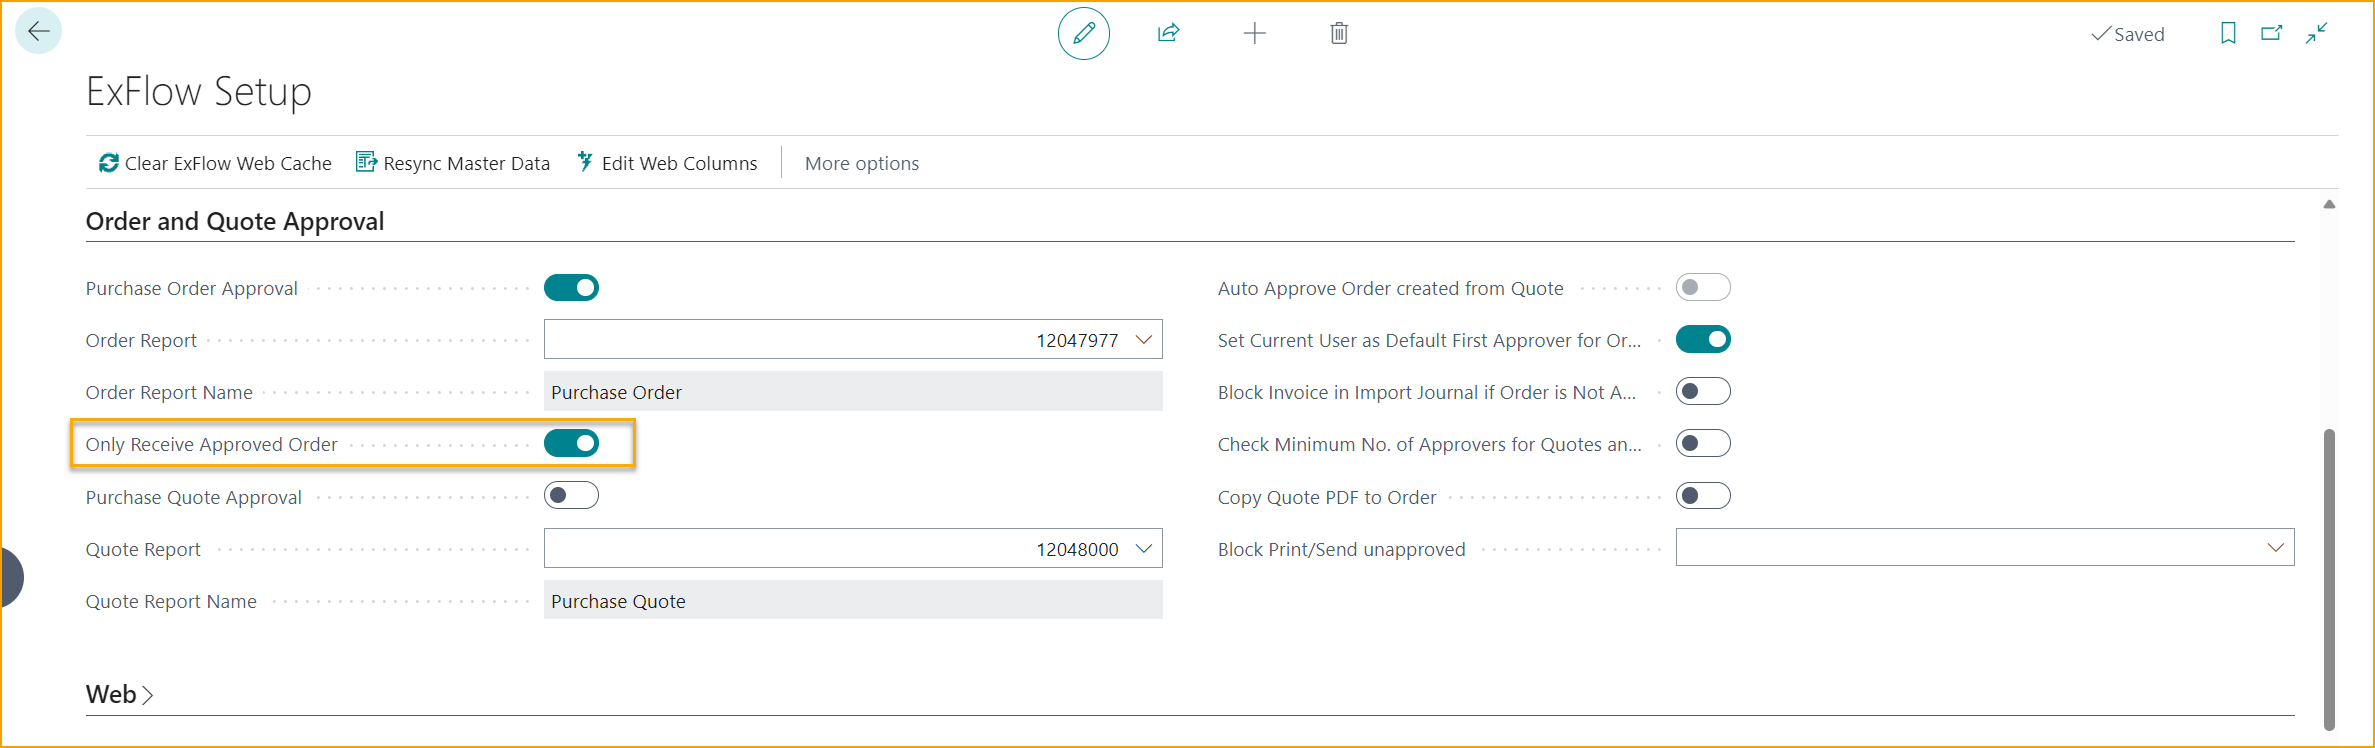 Saved
ExFlow Setup
Clear ExFlow Web Cache
Resync Master Data
Edit Web Columns
More options
Order and Quote Approval
Purchase Order Approval
Order Report
12047977
Order Report Name
Purchase Order
Only Receive Approved Order
Purchase Quote Approval
Quote Report
12048000
Quote Report Name
Purchase Quote
Auto Approve Order created from Quote
Set Current User as Default First Approver for Or...
Block Invoice in Import Journal if Order is Not A...
Check Minimum No. of Approvers for Quotes an...
Copy Quote PDF to Order
Block Print/Send unapproved
Web